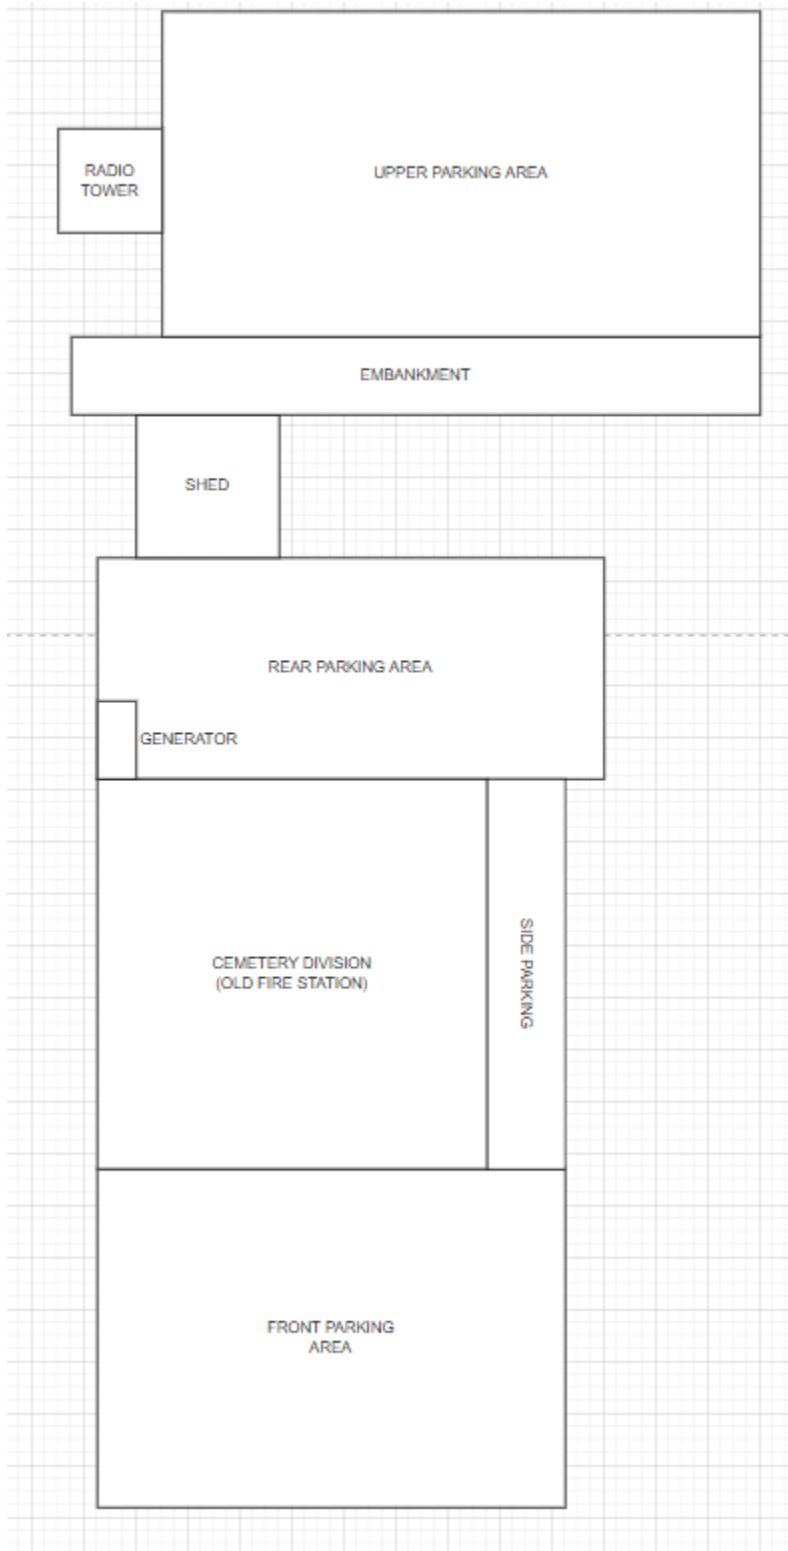 UPPER PARKING AREA
RADIO
TOWER
EMBANKMENT
SHED
REAR PARKING AREA
GENERATOR
CEMETERY DIVISION
(OLD FIRE STATION)
SIDE PARKING
FRONT PARKING
AREA